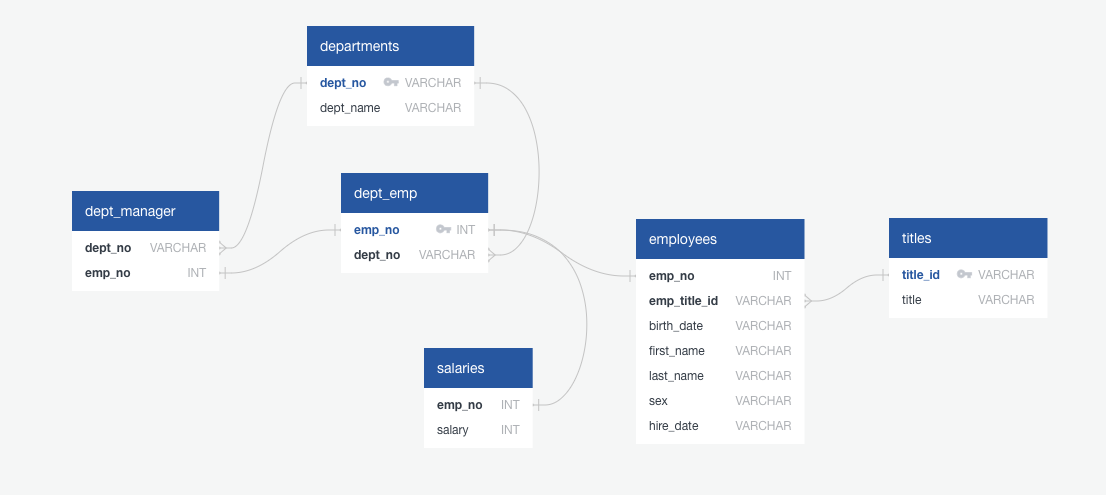 departments
dept_no VARCHAR
dept_name VARCHAR
dept_manager
dept_no VARCHAR
emp_no INT
dept_emp
emp_no INT
dept_no VARCHAR
employees
emp_no INT
emp_title_id VARCHAR
birth_date VARCHAR
first_name VARCHAR
last_name VARCHAR
sex VARCHAR
hire_date VARCHAR
titles
title_id VARCHAR
title VARCHAR
salaries
emp_no INT
salary INT